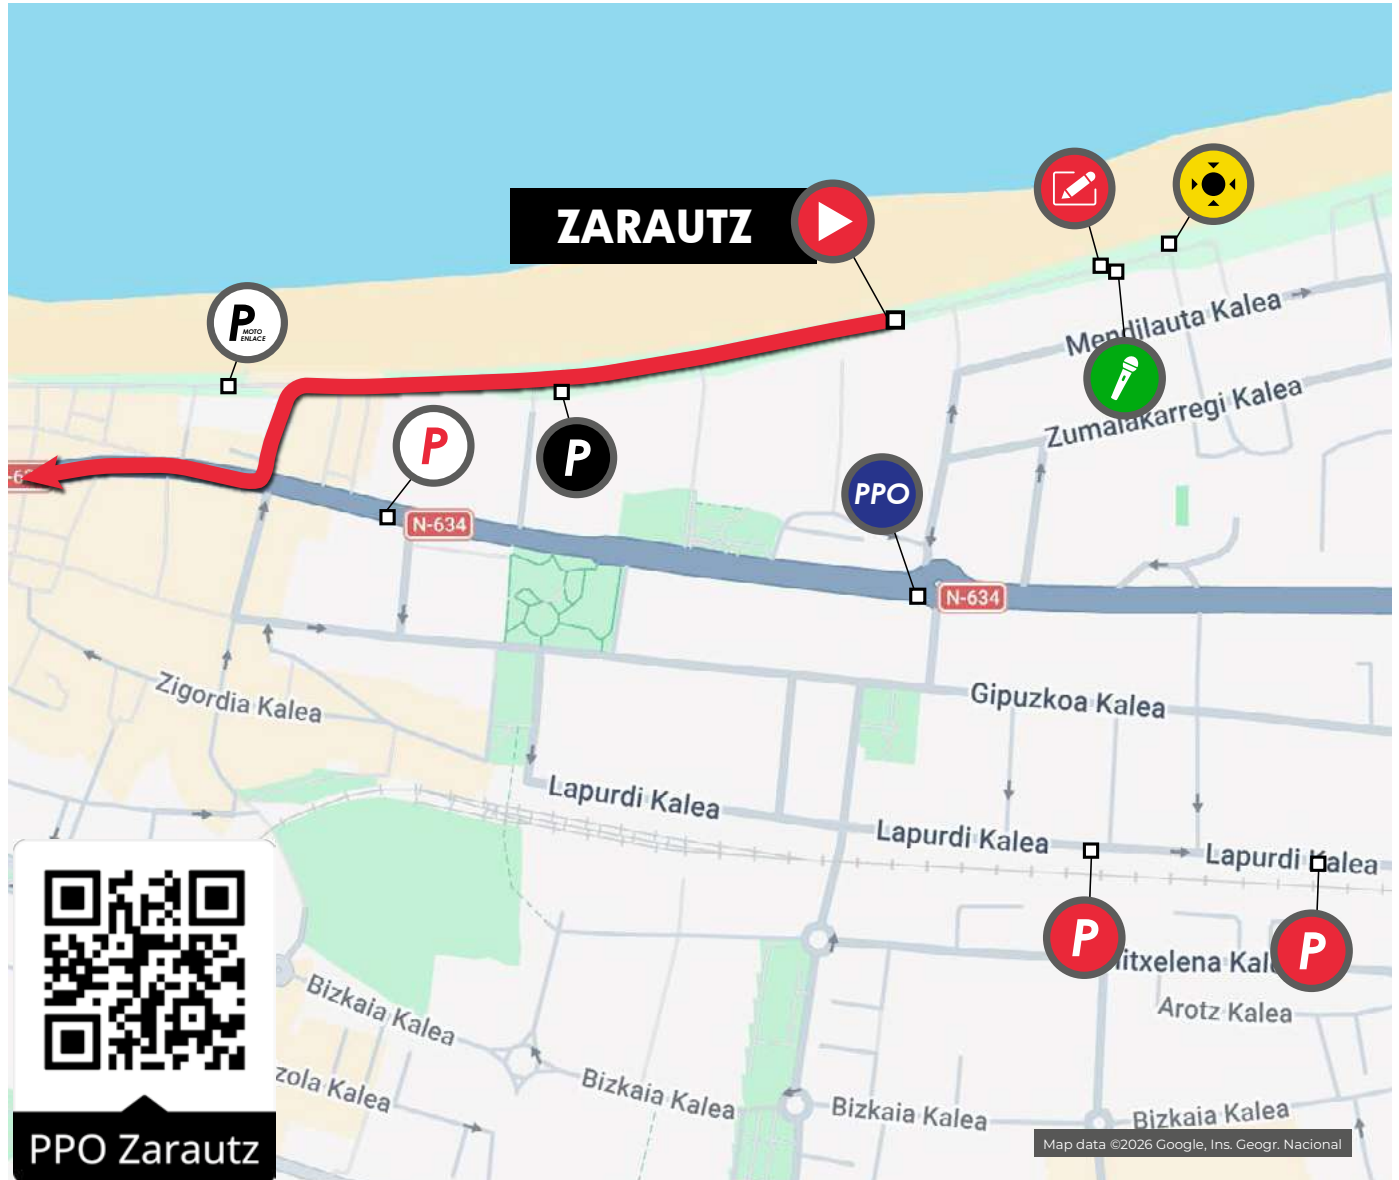 ZARAUTZ
P
MOTO
ENLACE
Mendilauta Kalea
Zumalakarregi Kalea
P
P
PPO
N-634
N-634
Zigordia Kalea
Gipuzkoa Kalea
Lapurdi Kalea
Lapurdi Kalea
Lapurdi Kalea
P
P
Bizkaia Kalea
Arotz Kalea
Bizkaia Kalea
Bizkaia Kalea
Bizkaia Kalea
PPO Zarautz
Map data ©2026 Google, Ins. Geogr. Nacional